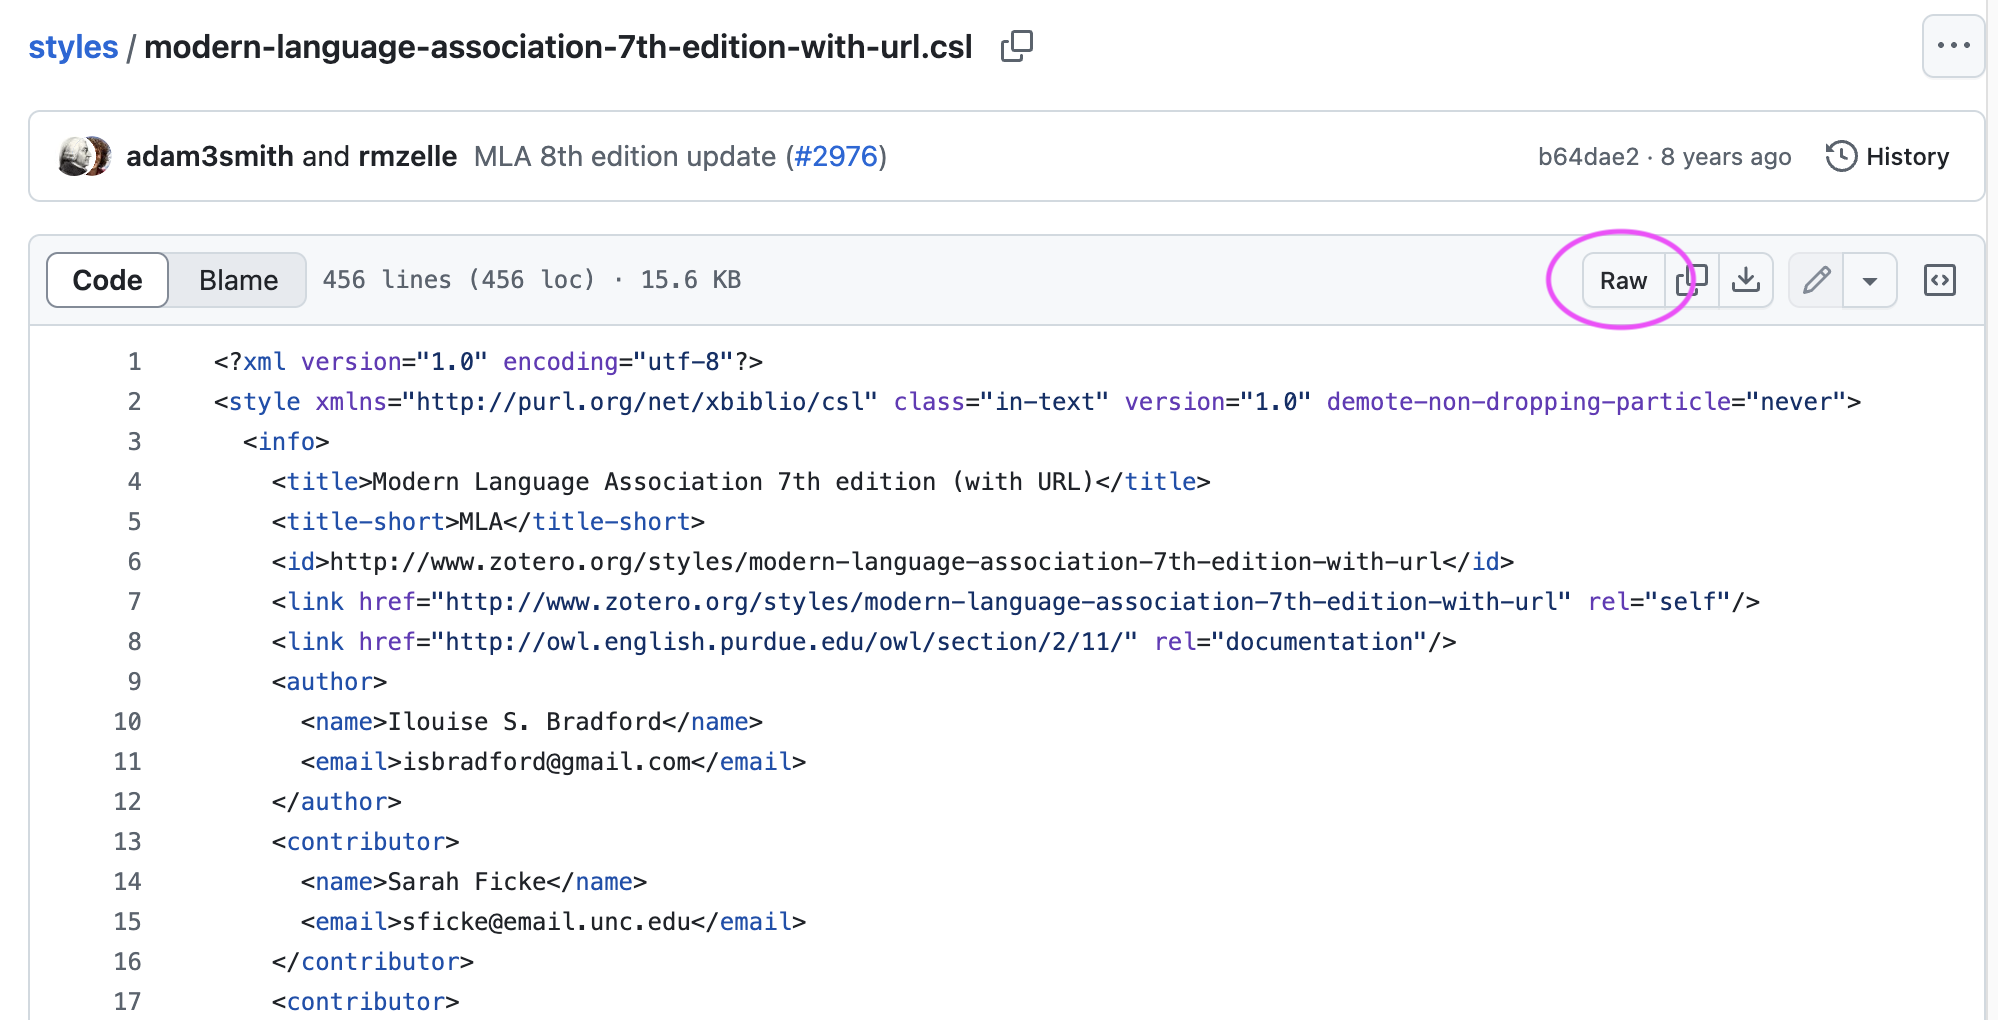 styles / modern-language-association-7th-edition-with-url.csl
adam3smith and rmzelle MLA 8th edition update (#2976)
b64dae2 · 8 years ago
History
Code
Blame
456 lines (456 loc) · 15.6 KB
Raw
1 <?xml version="1.0" encoding="utf-8"?>
2 <style xmlns="http://purl.org/net/xbiblio/csl" class="in-text" version="1.0" demote-non-dropping-particle="never">
3 <info>
4 <title>Modern Language Association 7th edition (with URL)</title>
5 <title-short>MLA</title-short>
6 <id>http://www.zotero.org/styles/modern-language-association-7th-edition-with-url</id>
7 <link href="http://www.zotero.org/styles/modern-language-association-7th-edition-with-url" rel="self"/>
8 <link href="http://owl.english.purdue.edu/owl/section/2/11/" rel="documentation"/>
9 <author>
10 <name>Ilouise S. Bradford</name>
11 <email>isbradford@gmail.com</email>
12 </author>
13 <contributor>
14 <name>Sarah Ficke</name>
15 <email>sficke@email.unc.edu</email>
16 </contributor>
17 <contributor>